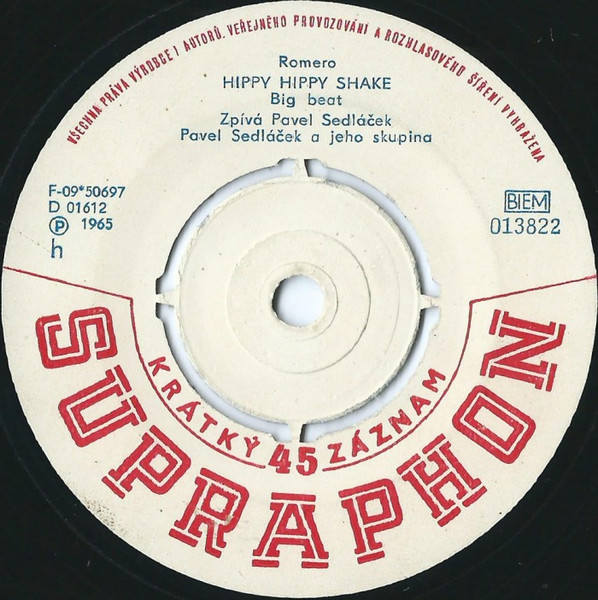 VŠECHNA PRÁVA VÝROBCE I AUTORŮ. VEŘEJNÉHO PROVOZOVÁNÍ A ROZHLASOVÉHO ŠÍŘENÍ VYHRAŽENA
Romero
HIPPY HIPPY SHAKE
Big beat
Zpívá Pavel Sedláček
Pavel Sedláček a jeho skupina
F-09*50697
D 01612
Ⓟ 1965
h
BIEM
013822
KRÁTKÝ 45 ZÁZNAM
SUPRAPHON